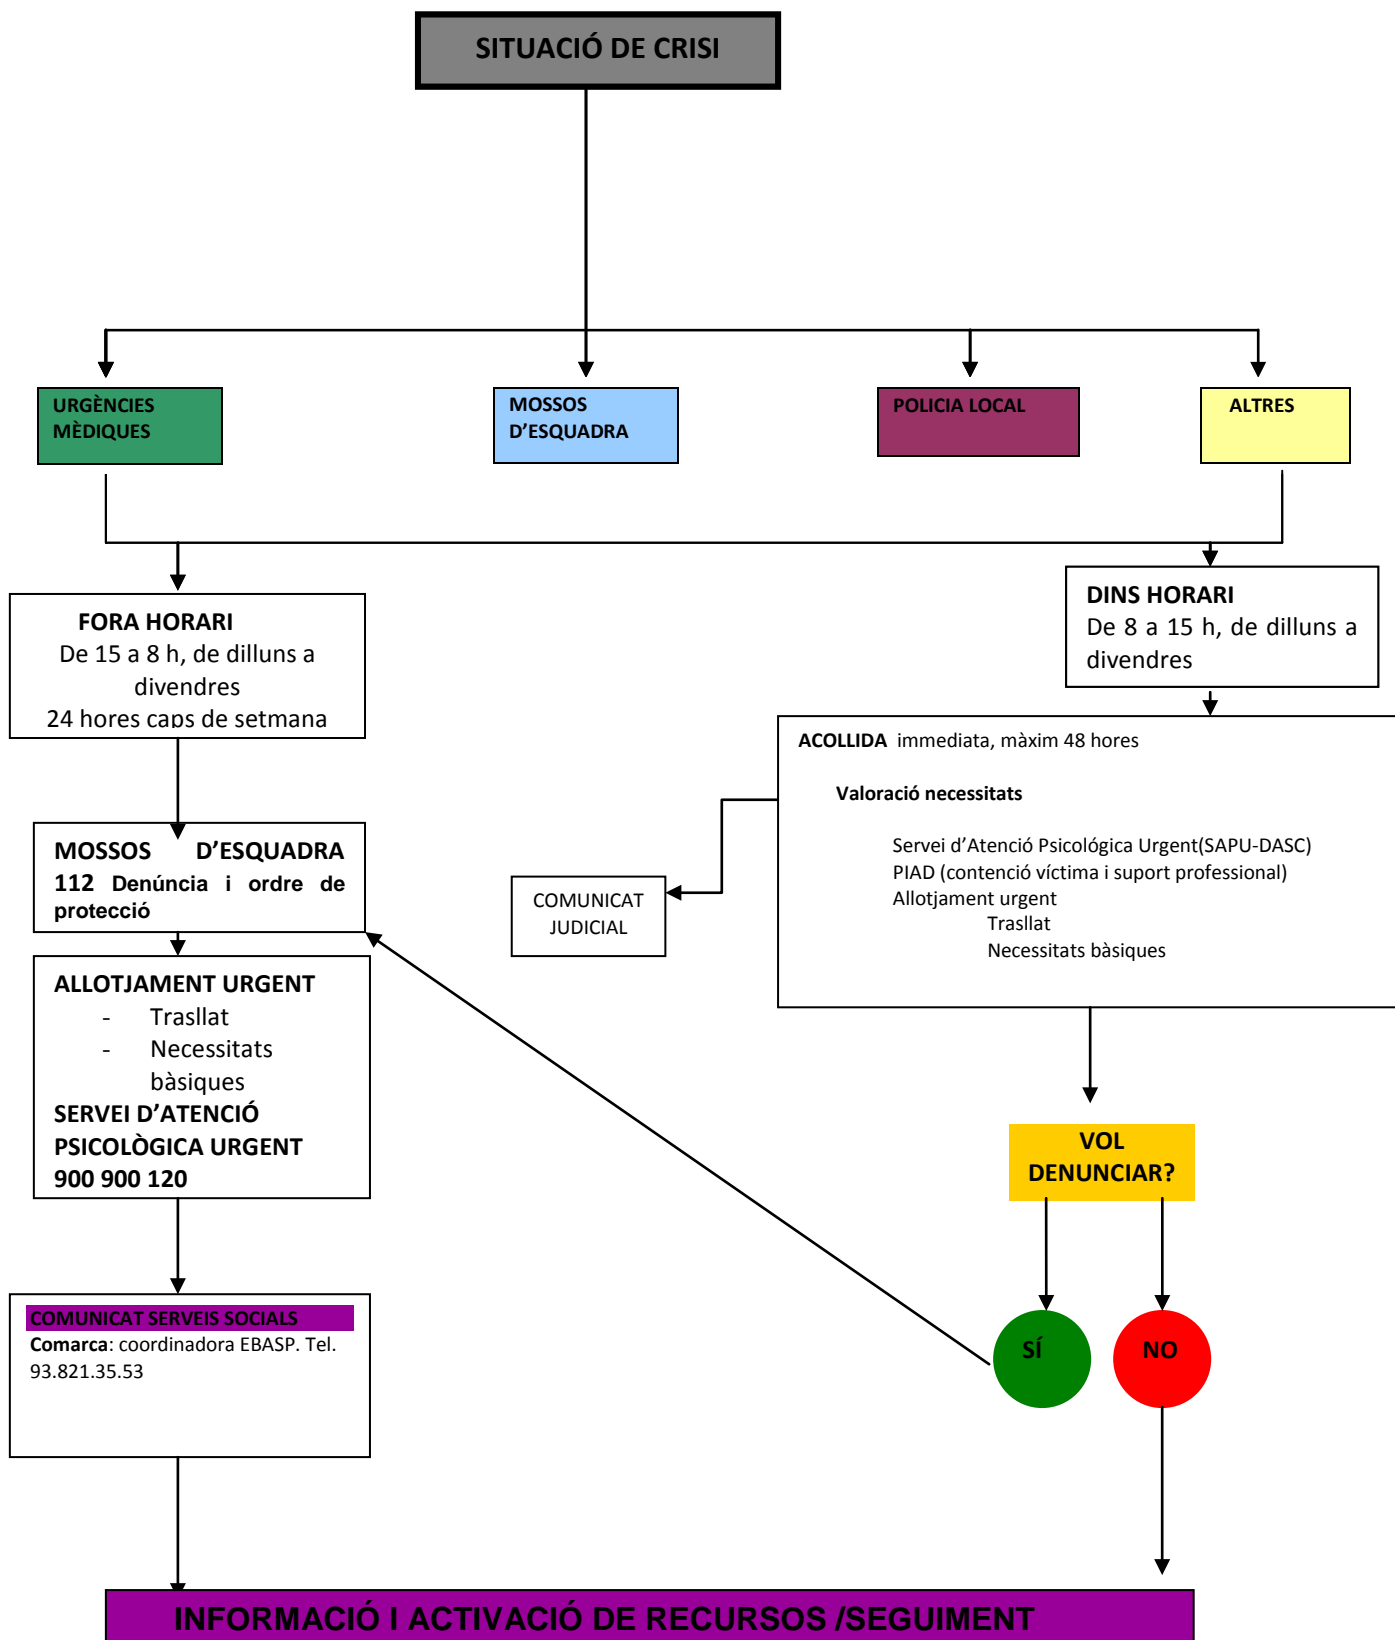 SITUACIÓ DE CRISI
URGÈNCIES
MÈDIQUES
MOSSOS
D’ESQUADRA
POLICIA LOCAL
ALTRES
FORA HORARI
De 15 a 8 h, de dilluns a
divendres
24 hores caps de setmana
DINS HORARI
De 8 a 15 h, de dilluns a
divendres
ACOLLIDA immediata, màxim 48 hores
Valoració necessitats
Servei d’Atenció Psicológica Urgent(SAPU-DASC)
PIAD (contenció víctima i suport professional)
Allotjament urgent
Trasllat
Necessitats bàsiques
COMUNICAT
JUDICIAL
MOSSOS D’ESQUADRA
112 Denúncia i ordre de
protecció
ALLOTJAMENT URGENT
- Trasllat
- Necessitats
bàsiques
SERVEI D’ATENCIÓ
PSICOLÒGICA URGENT
900 900 120
VOL
DENUNCIAR?
SÍ
NO
COMUNICAT SERVEIS SOCIALS
Comarca: coordinadora EBASP. Tel.
93.821.35.53
INFORMACIÓ I ACTIVACIÓ DE RECURSOS /SEGUIMENT